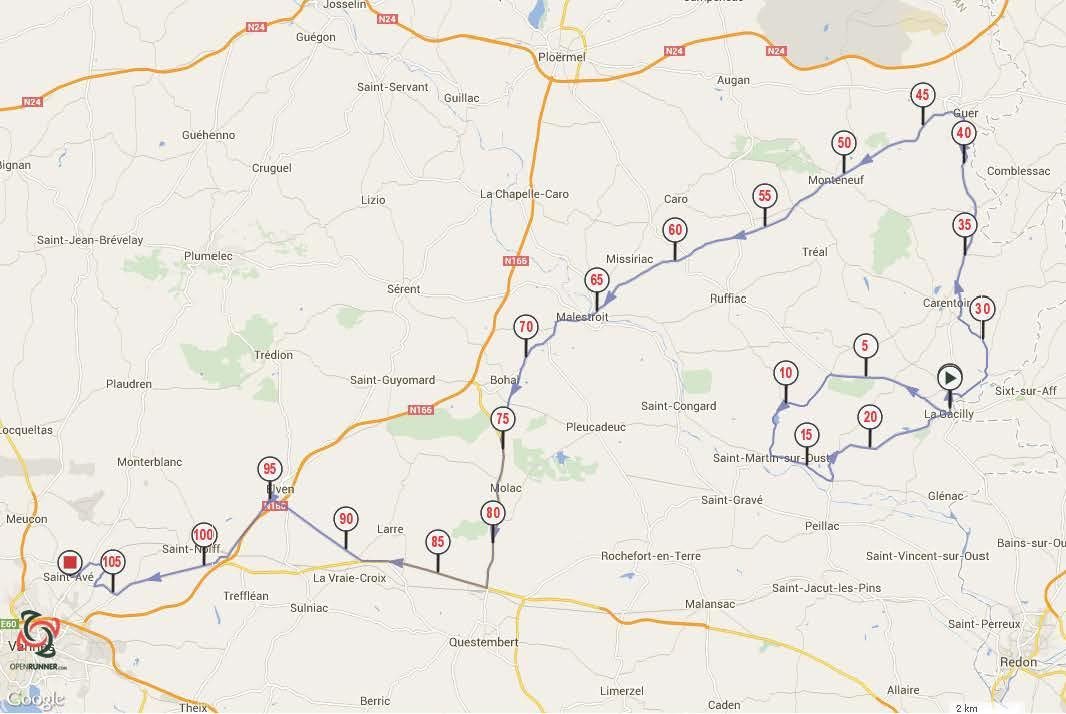 Josselin
N24
N24
Guégon
Ploërmel
N24
N24
Augan
Saint-Servant
Guillac
N24
45
Guer
Guéhenno
40
50
Cruguel
Comblessac
Monteneuf
La Chapelle-Caro
Lizio
Caro
55
35
Saint-Jean-Brévelay
60
Plumelec
Tréal
N166
Missiriac
65
Sérent
Ruffiac
30
Malestroit
70
5
Trédion
10
Plaudren
Saint-Guyomard
Sixt-sur-Aff
Saint-Congard
N166
La Gacilly
75
20
Pleucadeuc
15
Saint-Martin-sur-Oust
Monterblanc
95
Elven
Molac
Glénac
Saint-Gravé
N166
80
Meucon
90
Larre
Peillac
100
85
Saint-Nolff
Rochefort-en-Terre
Saint-Vincent-sur-Oust
105
Saint-Avé
La Vraie-Croix
Saint-Jacut-les-Pins
Treffléan
Sulniac
Malansac
E60
Saint-Perreux
Questembert
OPENRUNNER.com
Redon
Limerzel
Allaire
Berric
Google
Theix
Caden
2 km